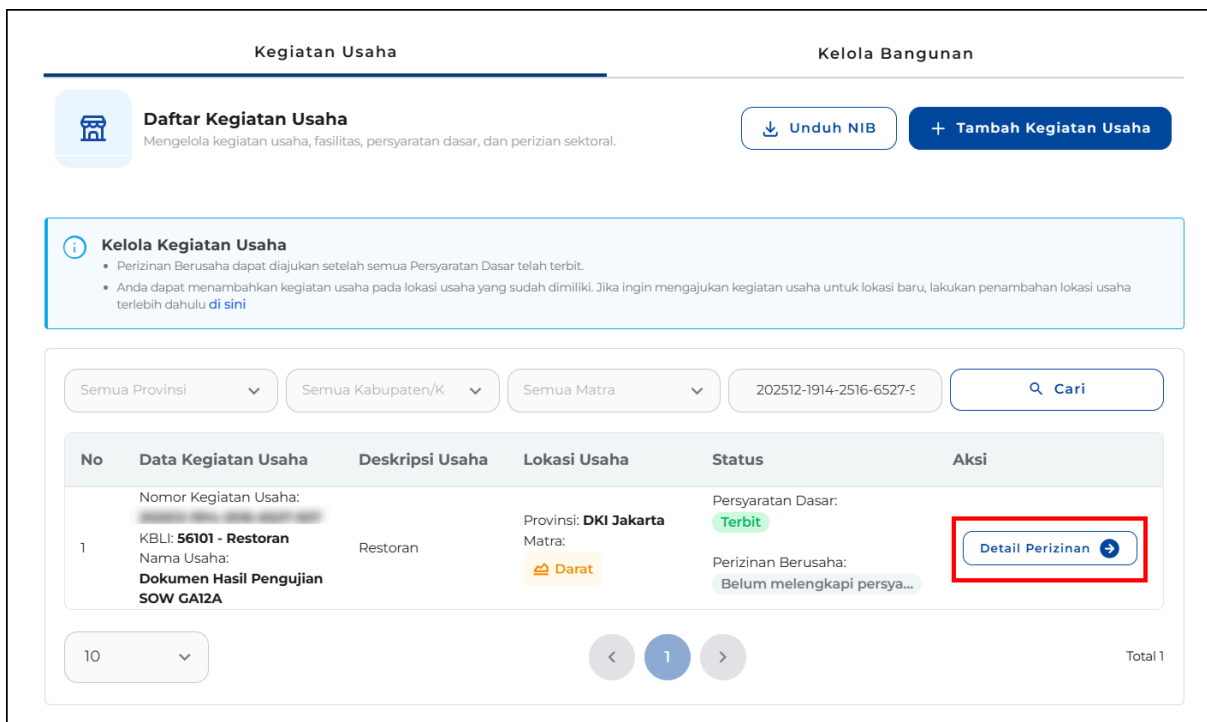 Kegiatan Usaha
Kelola Bangunan
Daftar Kegiatan Usaha
Mengelola kegiatan usaha, fasilitas, persyaratan dasar, dan perizian sektoral.
Unduh NIB
+ Tambah Kegiatan Usaha
Kelola Kegiatan Usaha
• Perizinan Berusaha dapat diajukan setelah semua Persyaratan Dasar telah terbit.
• Anda dapat menambahkan kegiatan usaha pada lokasi usaha yang sudah dimiliki. Jika ingin mengajukan kegiatan usaha untuk lokasi baru, lakukan penambahan lokasi usaha
terlebih dahulu di sini
Semua Provinsi
Semua Kabupaten/K
Semua Matra
202512-1914-2516-6527-9
Cari
No
Data Kegiatan Usaha
Deskripsi Usaha
Lokasi Usaha
Status
Aksi
1
Nomor Kegiatan Usaha:
KBLI: 56101 - Restoran
Nama Usaha:
Dokumen Hasil Pengujian
SOW GA12A
Restoran
Provinsi: DKI Jakarta
Matra:
Darat
Persyaratan Dasar:
Terbit
Perizinan Berusaha:
Belum melengkapi persya...
Detail Perizinan
10
<
1
>
Total 1